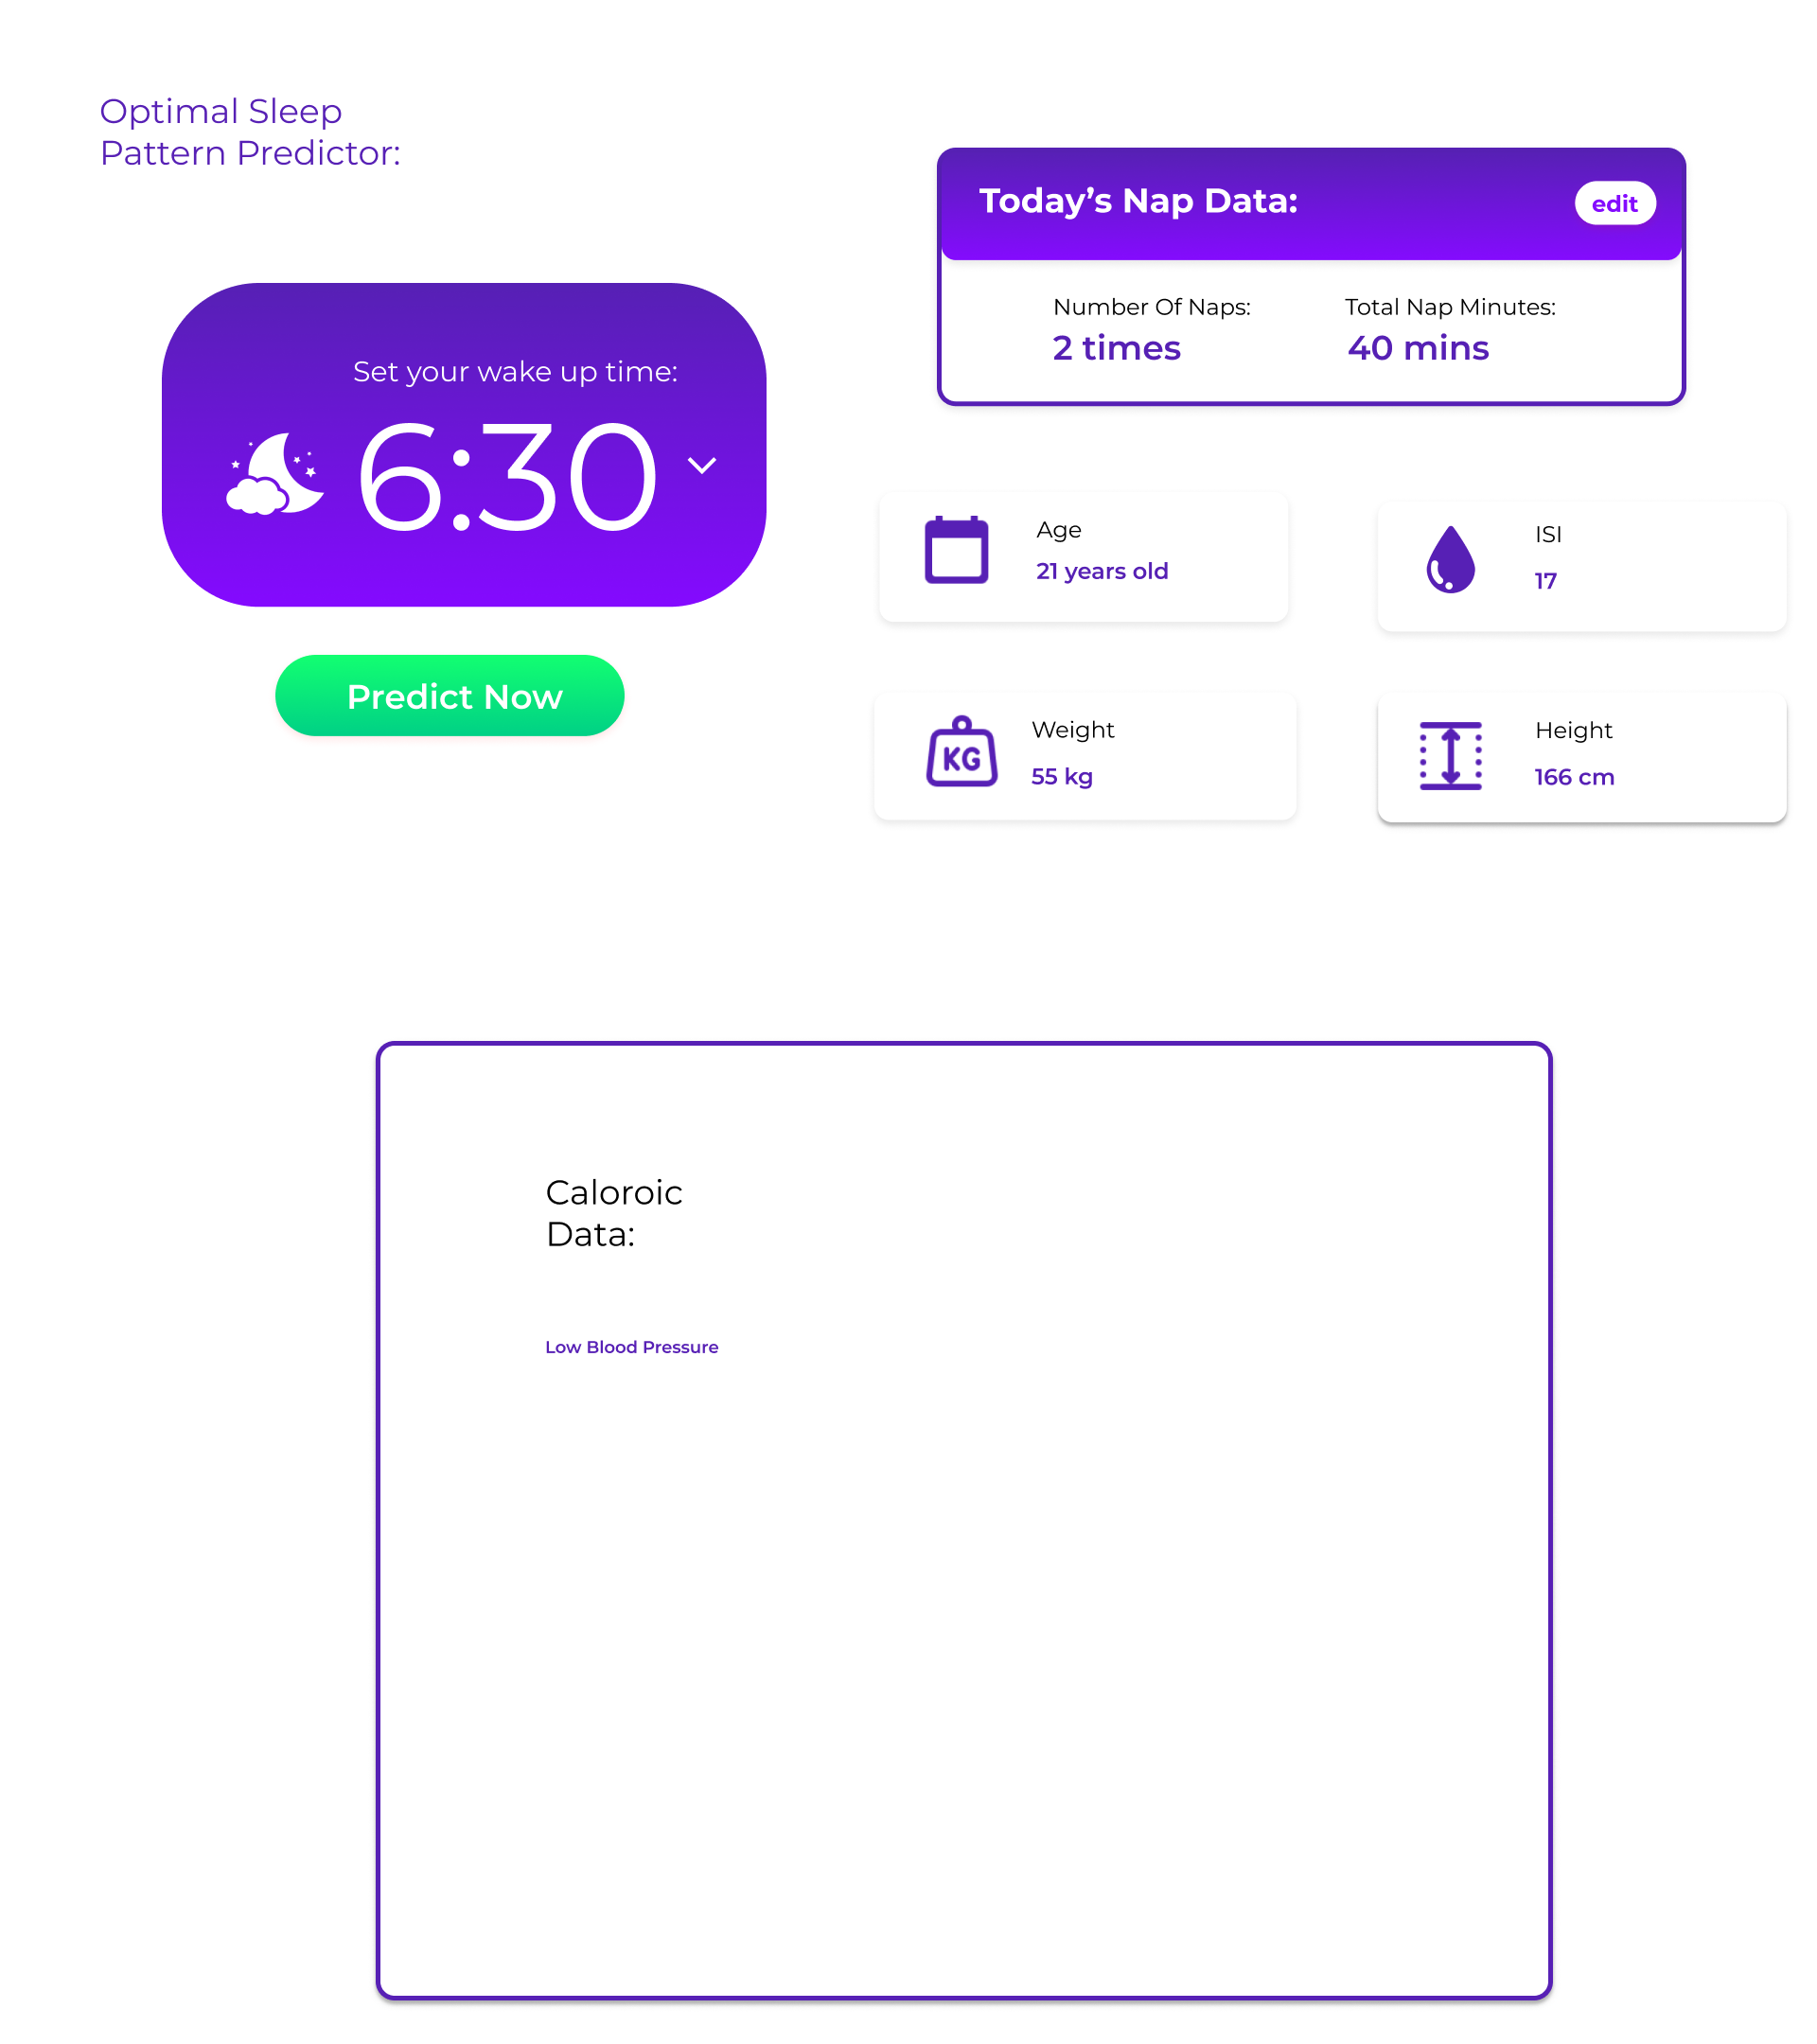 Optimal Sleep
Pattern Predictor:
Today’s Nap Data:
edit
Number Of Naps:
2 times
Total Nap Minutes:
40 mins
Set your wake up time:
6:30
Predict Now
Age
21 years old
ISI
17
KG
Weight
55 kg
Height
166 cm
Caloroic
Data:
Low Blood Pressure